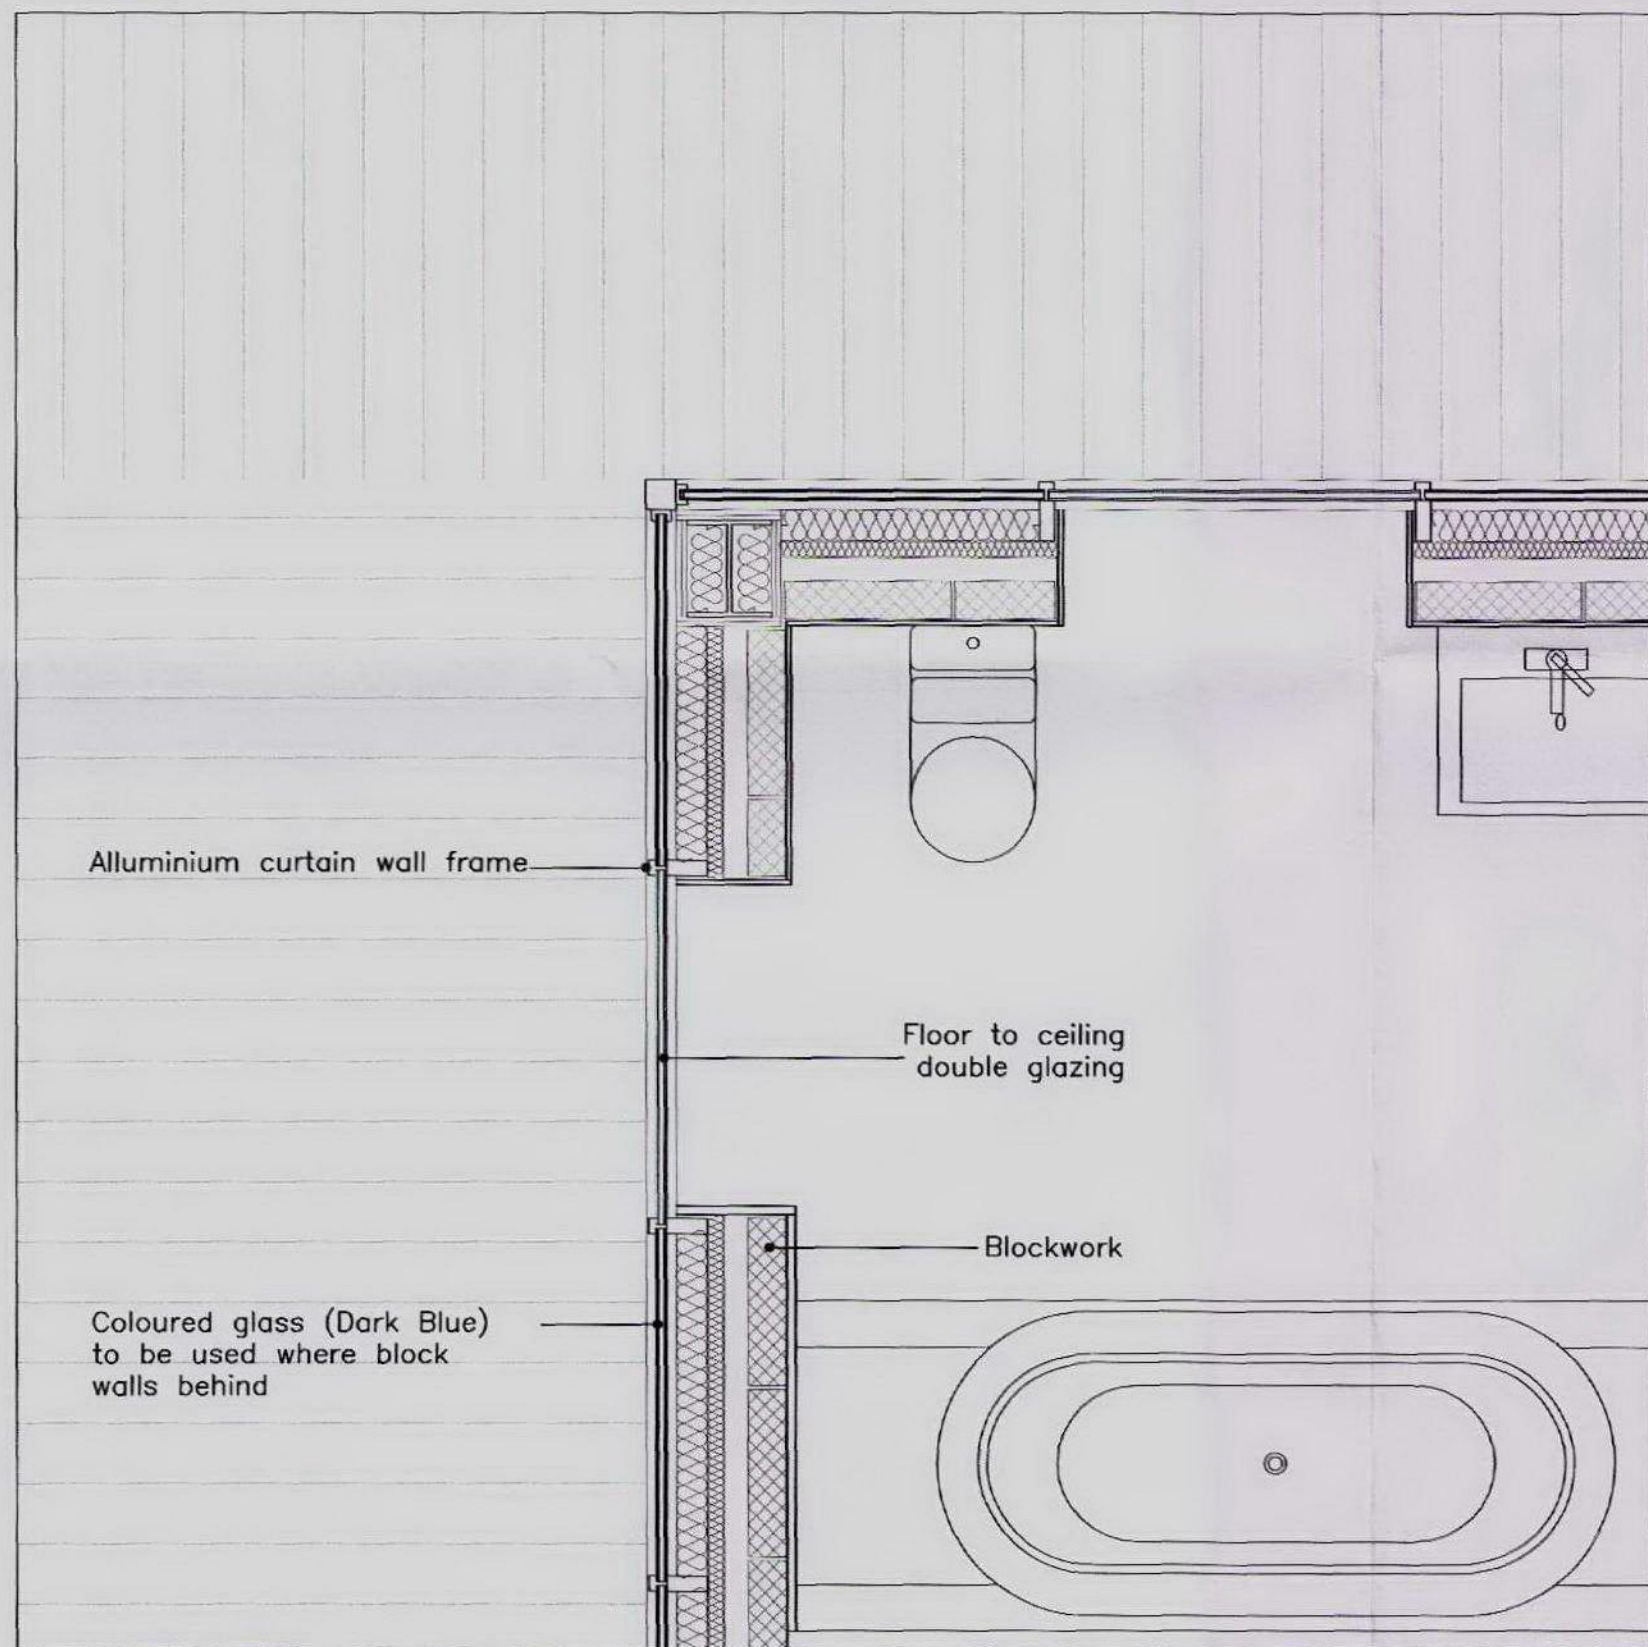 Alluminium curtain wall frame
Floor to ceiling
double glazing
Blockwork
Coloured glass (Dark Blue)
to be used where block
walls behind